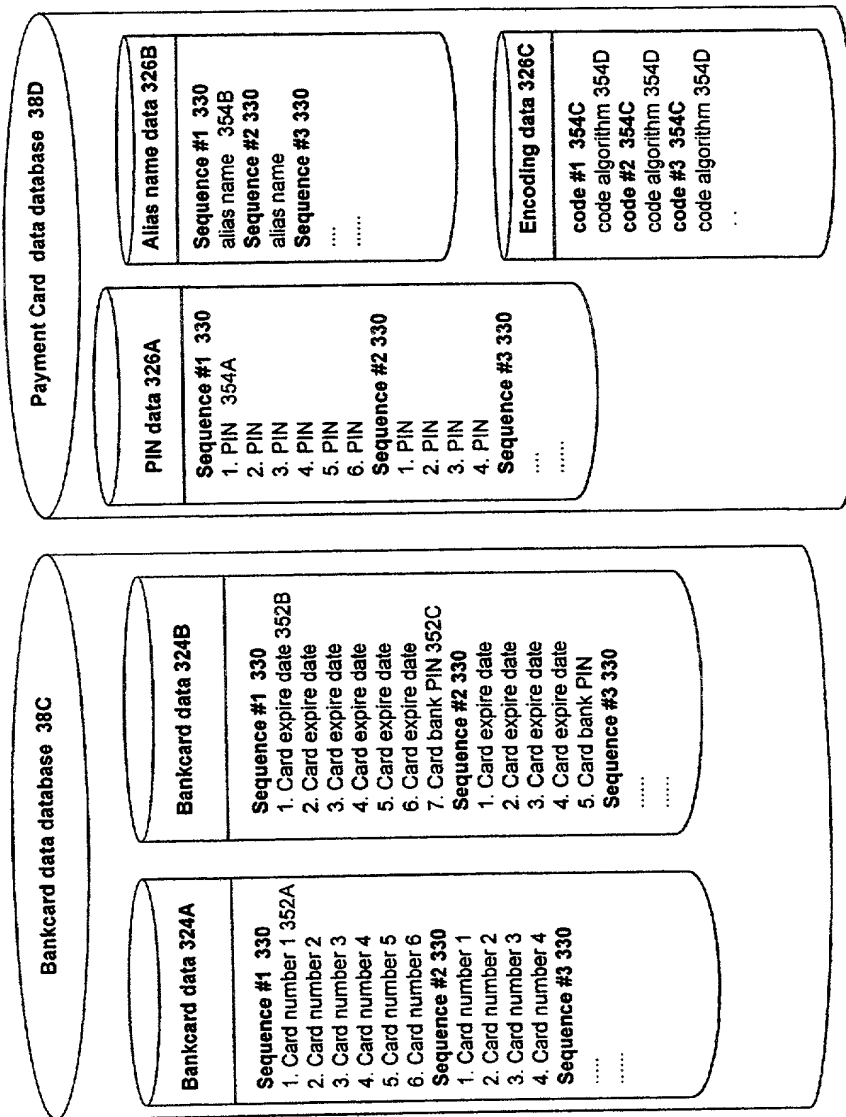 Bankcard data database 38C
Bankcard data 324A
Sequence #1 330
1. Card number 1 352A
2. Card number 2
3. Card number 3
4. Card number 4
5. Card number 5
6. Card number 6
Sequence #2 330
1. Card number 1
2. Card number 2
3. Card number 3
4. Card number 4
Sequence #3 330
.....
......
Bankcard data 324B
Sequence #1 330
1. Card expire date 352B
2. Card expire date
3. Card expire date
4. Card expire date
5. Card expire date
6. Card expire date
7. Card bank PIN 352C
Sequence #2 330
1. Card expire date
2. Card expire date
3. Card expire date
4. Card expire date
5. Card bank PIN
Sequence #3 330
......
......
Payment Card data database 38D
PIN data 326A
Sequence #1 330
1. PIN 354A
2. PIN
3. PIN
4. PIN
5. PIN
6. PIN
Sequence #2 330
1. PIN
2. PIN
3. PIN
4. PIN
Sequence #3 330
....
......
Alias name data 326B
Sequence #1 330
alias name 354B
Sequence #2 330
alias name
Sequence #3 330
....
......
Encoding data 326C
code #1 354C
code algorithm 354D
code #2 354C
code algorithm 354D
code #3 354C
code algorithm 354D
. .